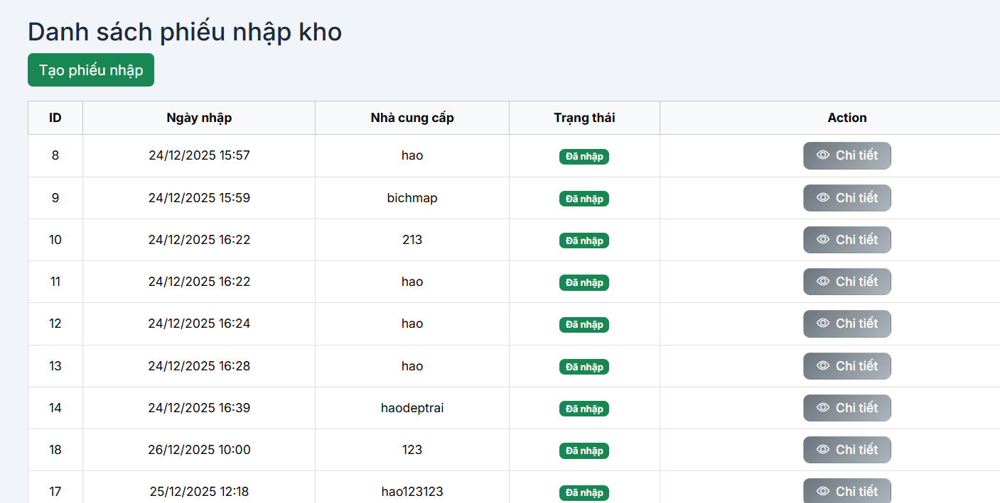 Danh sách phiếu nhập kho
Tạo phiếu nhập
ID Ngày nhập Nhà cung cấp Trạng thái Action
8 24/12/2025 15:57 hao Đã nhập Chi tiết
9 24/12/2025 15:59 bichmap Đã nhập Chi tiết
10 24/12/2025 16:22 213 Đã nhập Chi tiết
11 24/12/2025 16:22 hao Đã nhập Chi tiết
12 24/12/2025 16:24 hao Đã nhập Chi tiết
13 24/12/2025 16:28 hao Đã nhập Chi tiết
14 24/12/2025 16:39 haodeptrai Đã nhập Chi tiết
18 26/12/2025 10:00 123 Đã nhập Chi tiết
17 25/12/2025 12:18 hao123123 Đã nhập Chi tiết